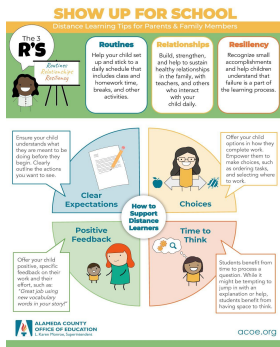 SHOW UP FOR SCHOOL
Distance Learning Tips for Parents & Family Members
The 3
R'S
Routines
Relationships
Resiliency
Routines
Help your child set
up and stick to a
daily schedule that
includes class and
homework time,
breaks, and other
activities.
Relationships
Build, strengthen,
and help to sustain
healthy relationships
in the family, with
teachers, and others
who interact
with your
child daily.
Resiliency
Recognize small
accomplishments
and help children
understand that
failure is a part of
the learning process.
Ensure your child
understands what
they are meant to be
doing before they
begin. Clearly
outline the actions
you want to see.
Clear
Expectations
Offer your child
options in how they
complete work.
Empower them to
make choices, such
as ordering tasks,
and selecting where
to work.
Choices
How to
Support
Distance
Learners
Positive
Feedback
Offer your child
positive, specific
feedback on their
work and their
effort, such as:
"Great job using
new vocabulary
words in your story!"
Time to
Think
Students benefit from
time to process a
question. While it
might be tempting to
jump in with an
explanation or help,
students benefit from
having space to think.
ALAMEDA COUNTY
OFFICE OF EDUCATION
L. Karen Monroe, Superintendent
acoe.org